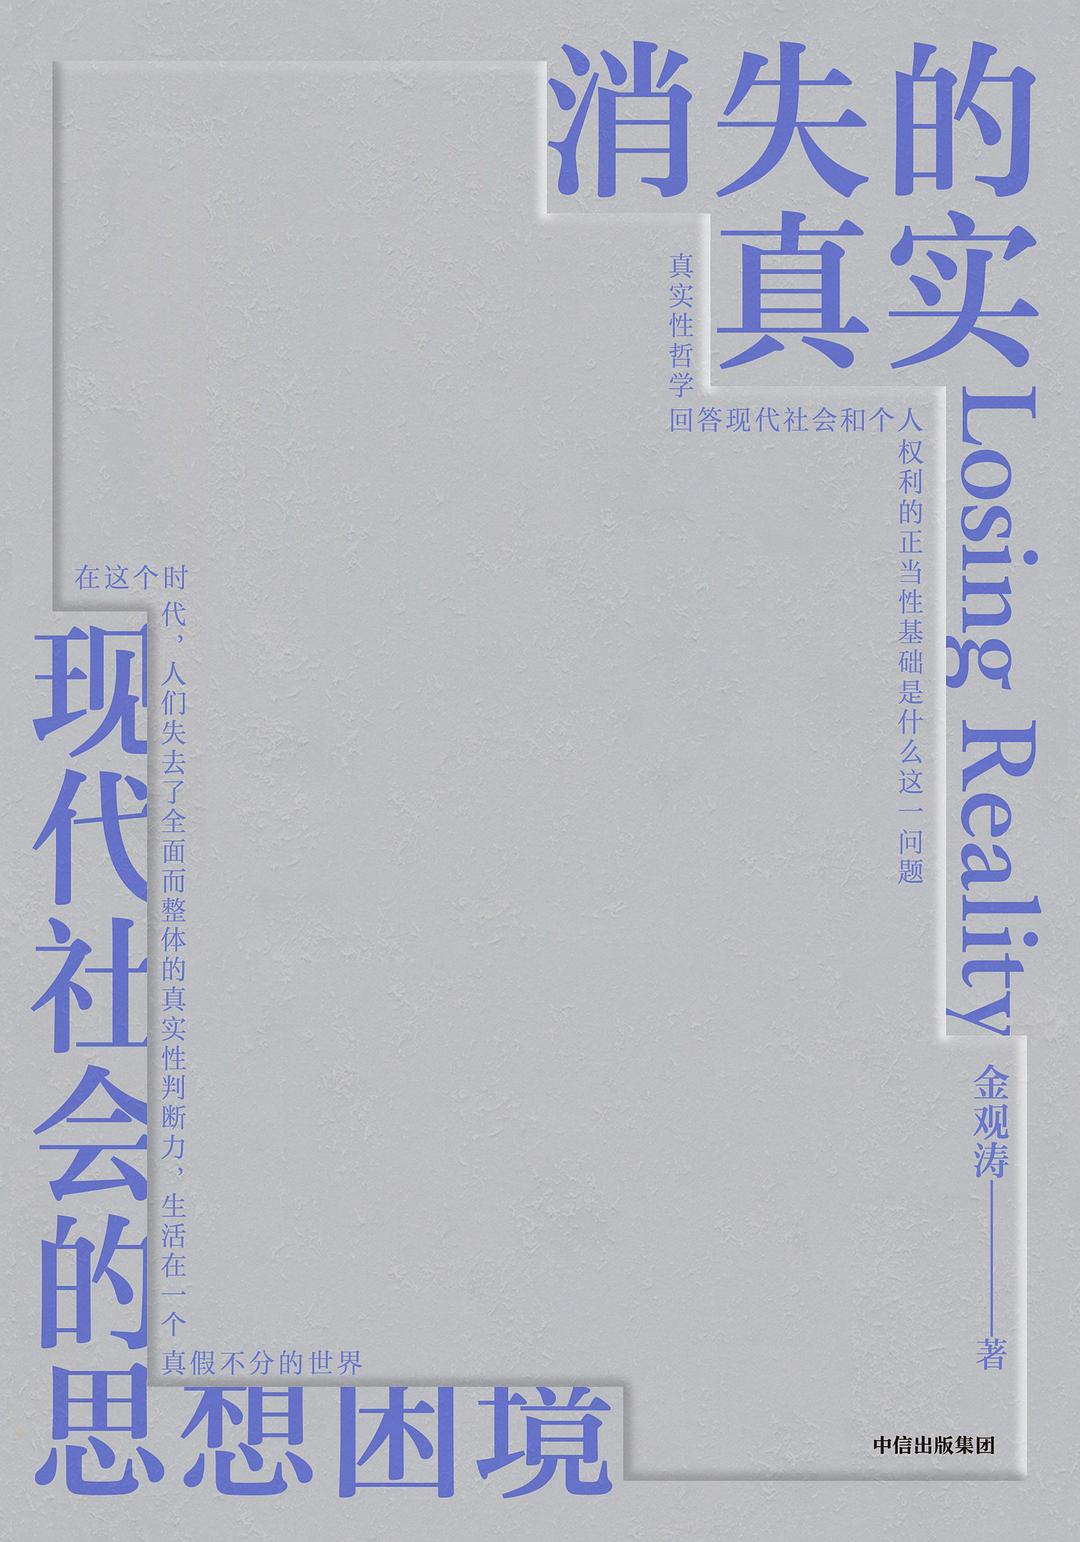 消失的
真实
Losing Reality
真实性哲学
回答现代社会和个人
权利的正当性基础是什么这一问题
在这个时
代，人们失去了全面而整体的真实性判断力，生活在一个
真假不分的世界
现代社会的
思想困境
金观涛——著
中信出版集团